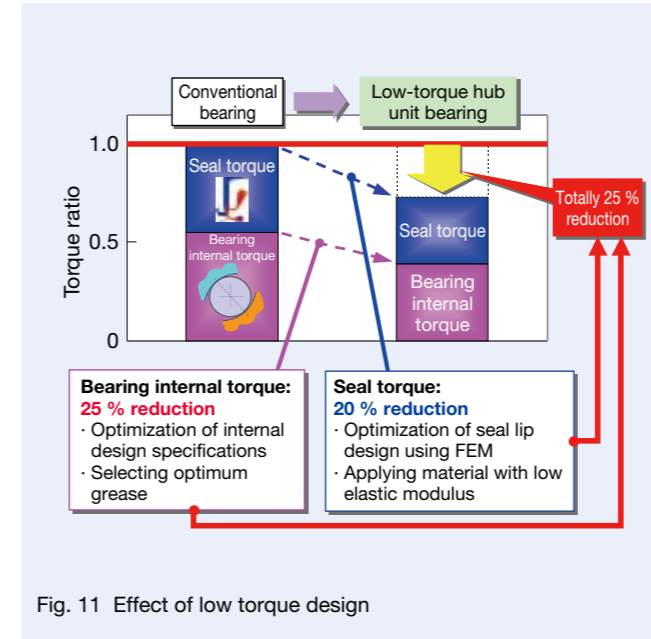 Conventional
bearing
Low-torque hub
unit bearing
Torque ratio
1.0
0.5
0
Seal torque
Bearing
internal torque
Seal torque
Bearing
internal
torque
Totally 25 %
reduction
Bearing internal torque:
25 % reduction
· Optimization of internal
design specifications
· Selecting optimum
grease
Seal torque:
20 % reduction
· Optimization of seal lip
design using FEM
· Applying material with low
elastic modulus
Fig. 11 Effect of low torque design